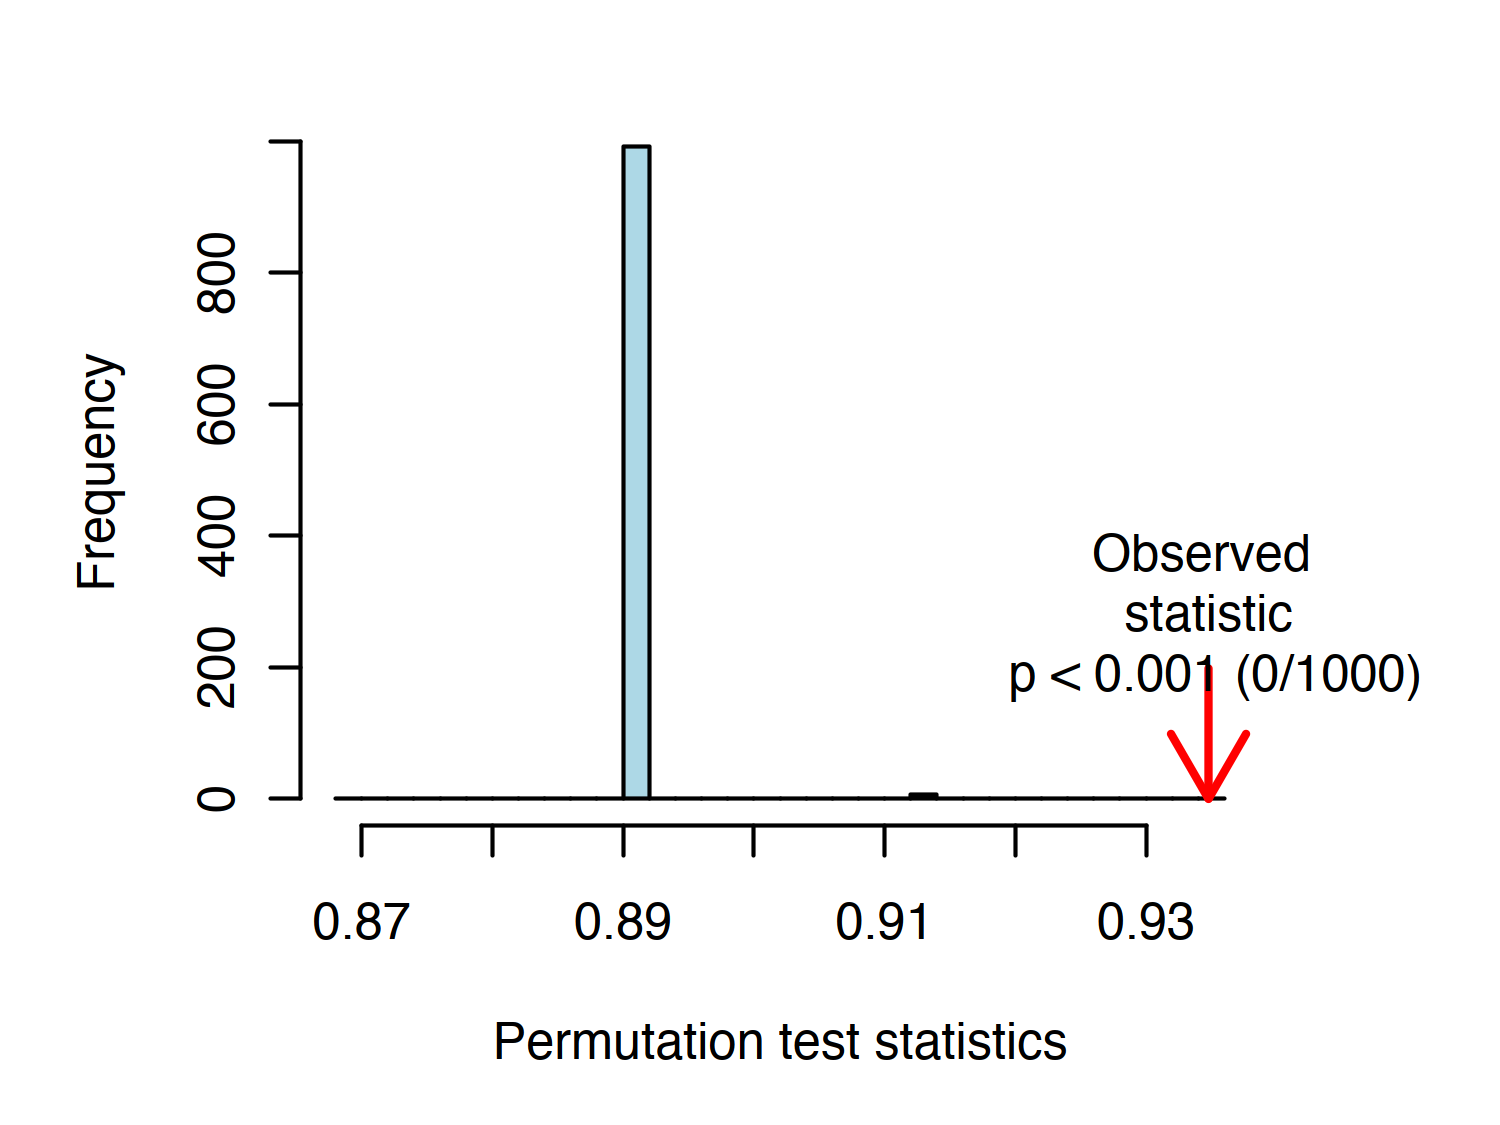 Frequency
800
600
400
200
0
Observed
statistic
p < 0.001 (0/1000)
0.87 0.89 0.91 0.93
Permutation test statistics